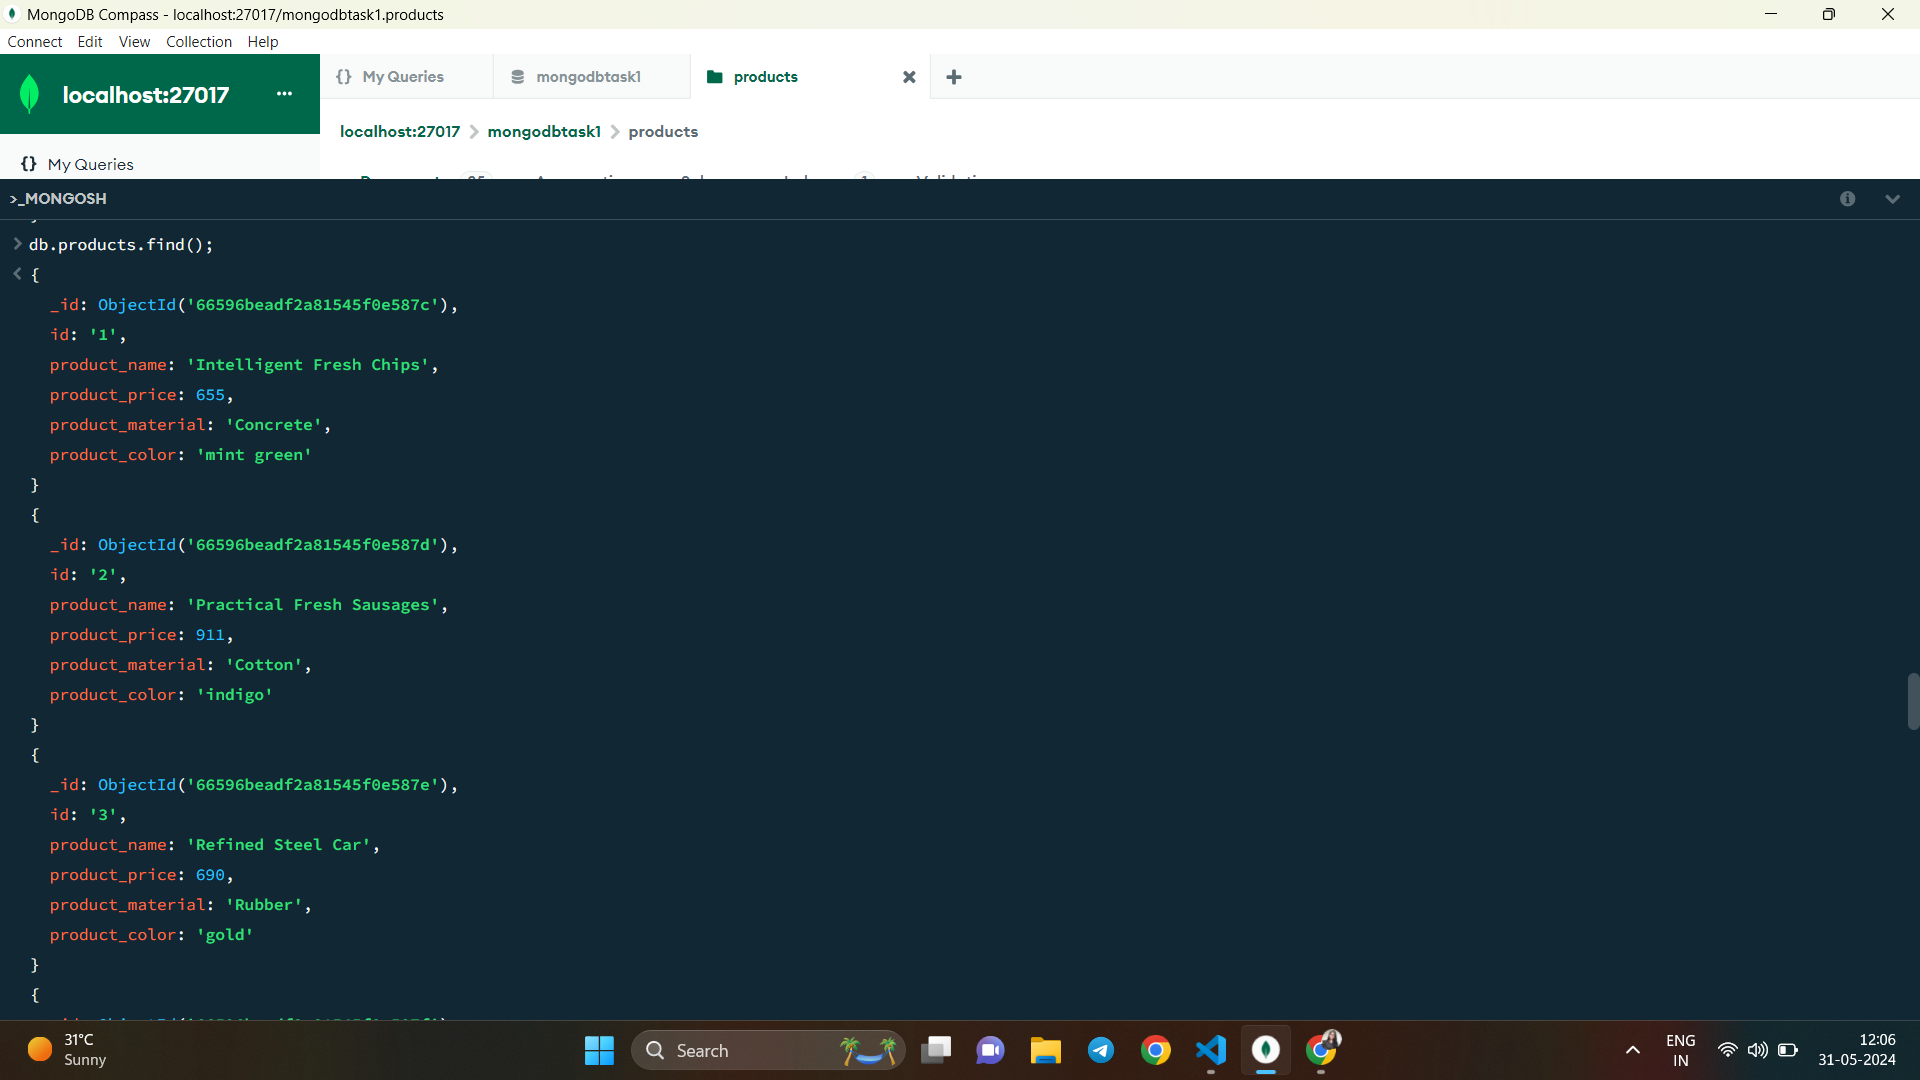 MongoDB Compass - localhost:27017/mongodbtask1.products
Connect Edit View Collection Help
localhost:27017 ...
{} My Queries
mongodbtask1
products
localhost:27017 > mongodbtask1 > products
{} My Queries
>_MONGOSH
> db.products.find();
< {
_id: ObjectId('66596beadf2a81545f0e587c'),
id: '1',
product_name: 'Intelligent Fresh Chips',
product_price: 655,
product_material: 'Concrete',
product_color: 'mint green'
}
{
_id: ObjectId('66596beadf2a81545f0e587d'),
id: '2',
product_name: 'Practical Fresh Sausages',
product_price: 911,
product_material: 'Cotton',
product_color: 'indigo'
}
{
_id: ObjectId('66596beadf2a81545f0e587e'),
id: '3',
product_name: 'Refined Steel Car',
product_price: 690,
product_material: 'Rubber',
product_color: 'gold'
}
{
31°C
Sunny
Search
ENG
IN
12:06
31-05-2024